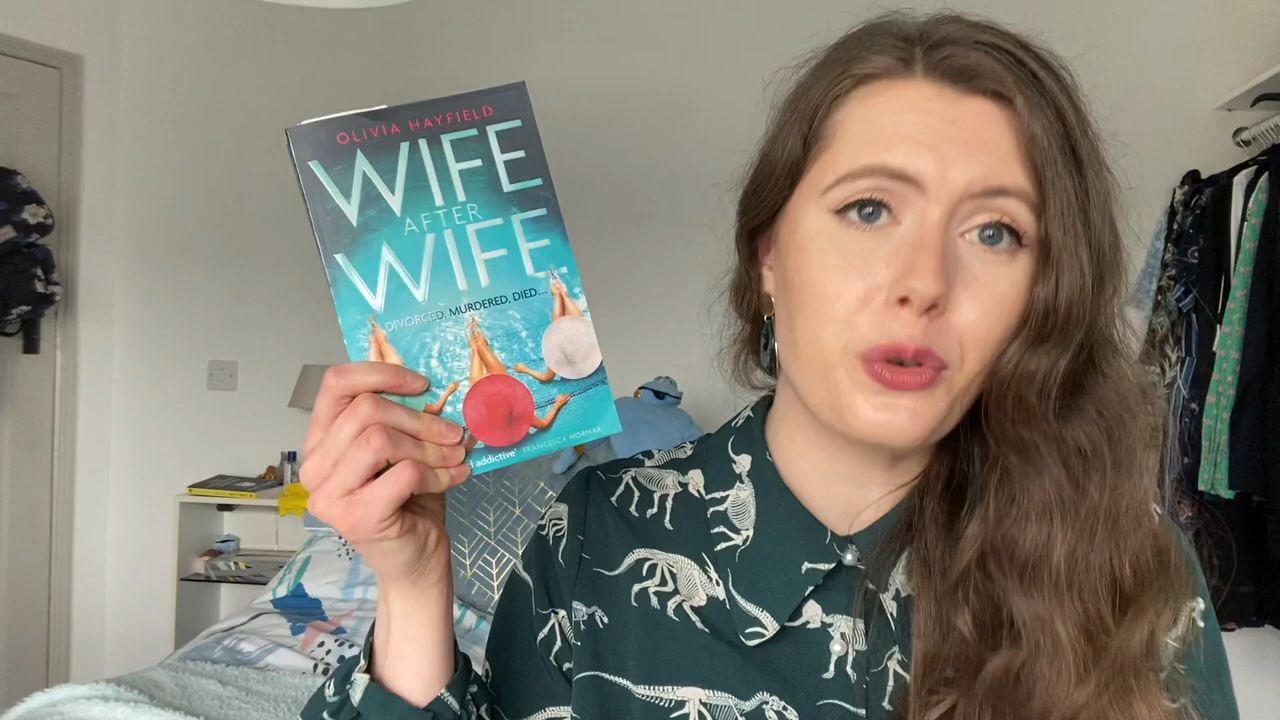 OLIVIA HAYFIELD
WIFE
AFTER
WIFE
DIVORCED, MURDERED, DIED...
addictive' FRANCESCA HORNAK